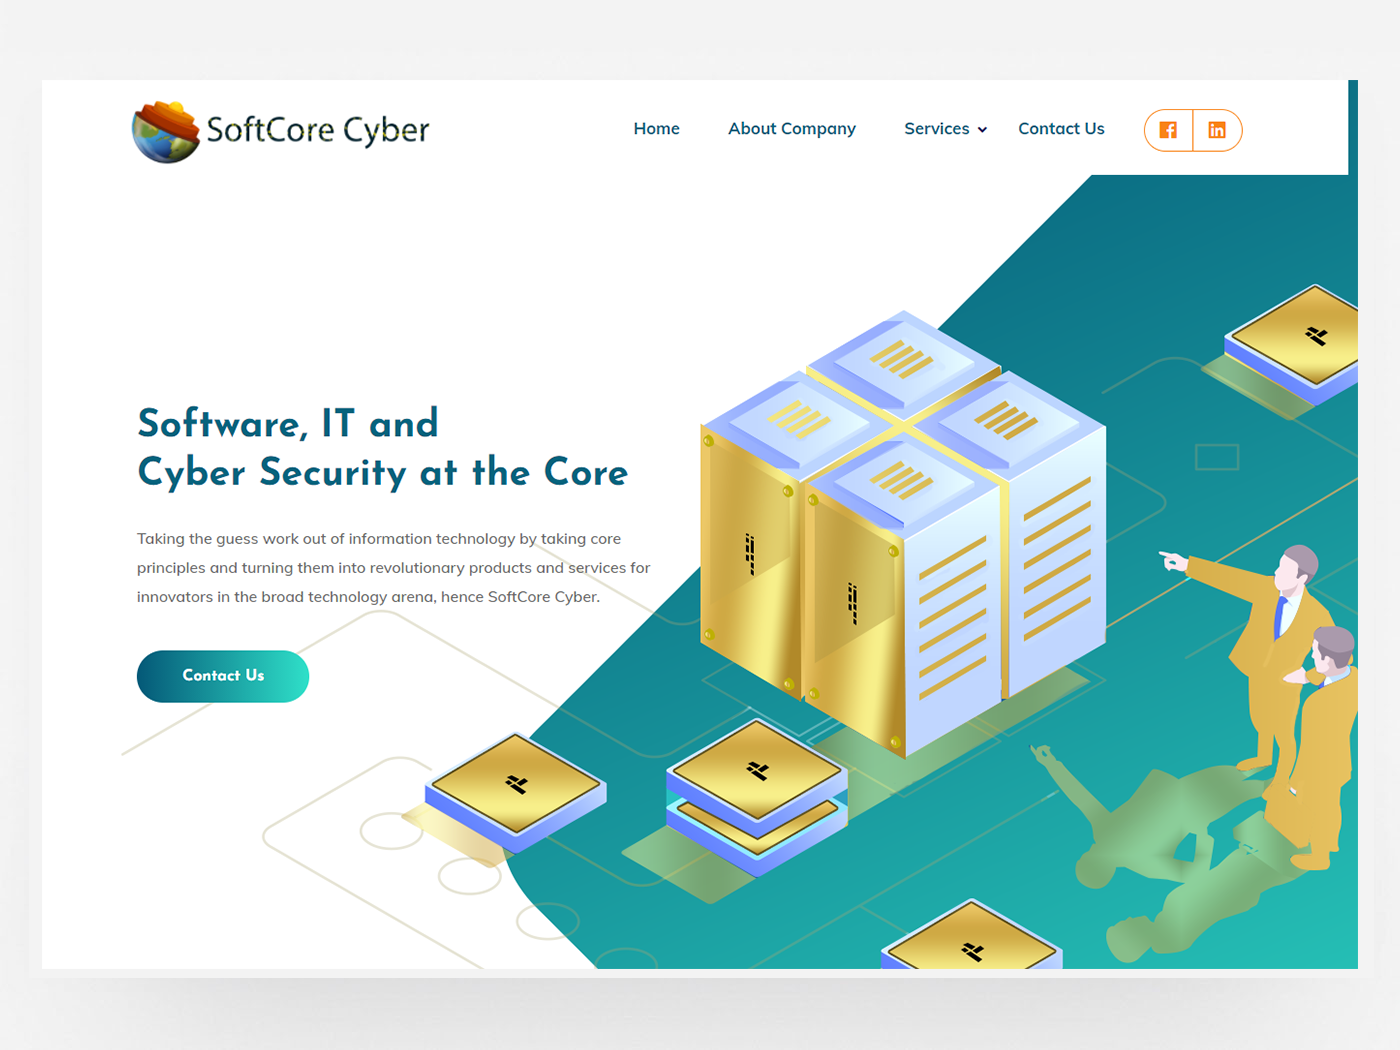 SoftCore Cyber
Home
About Company
Services
Contact Us
Software, IT and
Cyber Security at the Core
Taking the guess work out of information technology by taking core
principles and turning them into revolutionary products and services for
innovators in the broad technology arena, hence SoftCore Cyber.
Contact Us